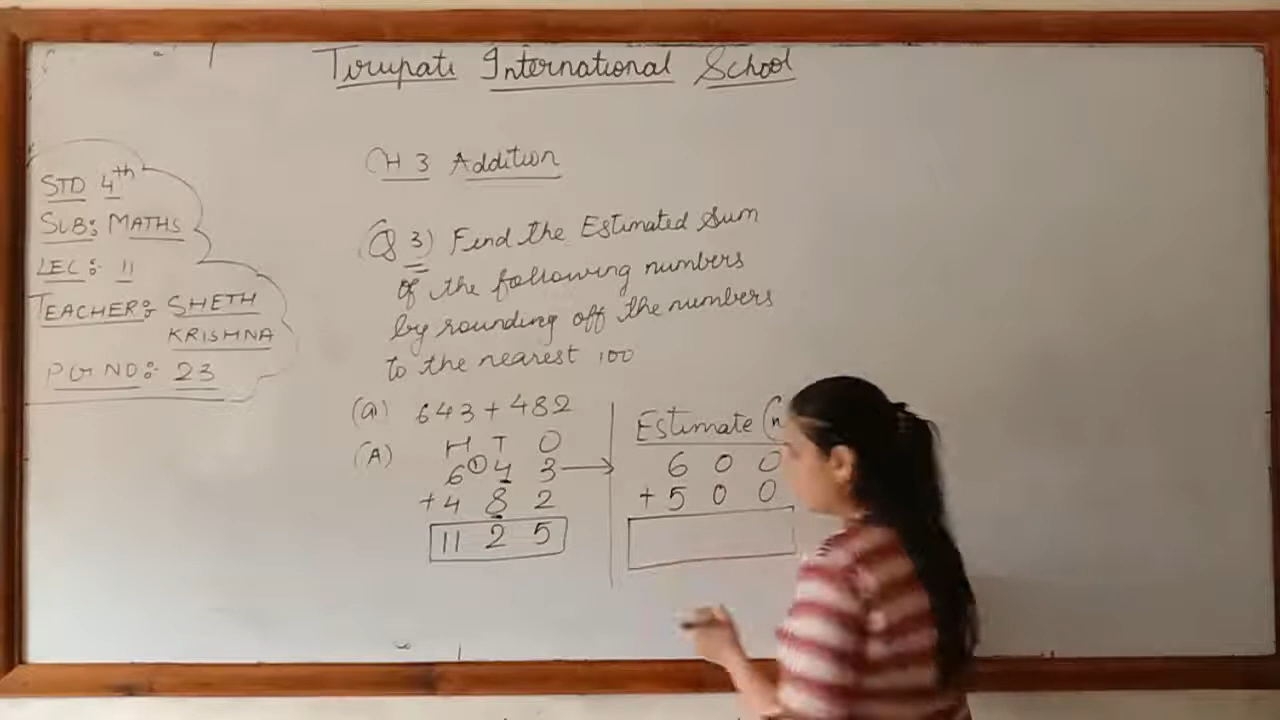 Tirupati International School
STD 4th
SUB: MATHS
LEC: 11
TEACHER: SHETH
KRISHNA
PG NO: 23
CH 3 Addition
Q 3) Find the Estimated Sum
of the following numbers
by rounding off the numbers
to the nearest 100
(a) 643 + 482
(A) H T O
6 1 4 3
+ 4 8 2
11 2 5
Estimate
6 0 0
+ 5 0 0